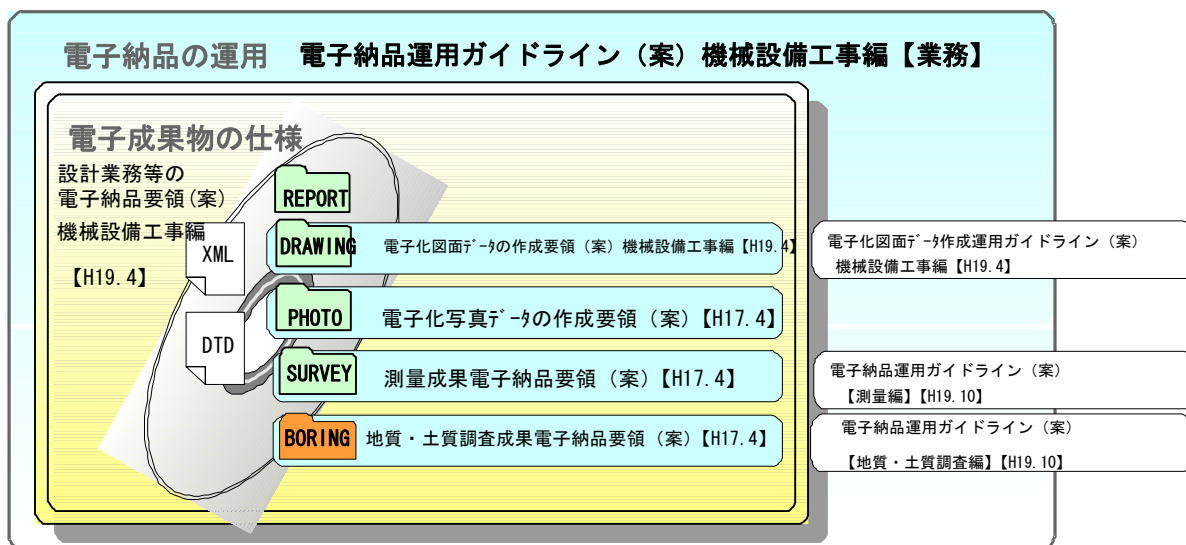 電子納品の運用 電子納品運用ガイドライン（案）機械設備工事編【業務】
電子成果物の仕様
設計業務等の
電子納品要領(案)
機械設備工事編
【H19.4】
XML
DTD
REPORT
DRAWING 電子化図面ﾃﾞｰﾀの作成要領（案）機械設備工事編【H19.4】
電子化図面ﾃﾞｰﾀ作成運用ガイドライン（案）
機械設備工事編【H19.4】
PHOTO 電子化写真ﾃﾞｰﾀの作成要領（案）【H17.4】
SURVEY 測量成果電子納品要領（案）【H17.4】
電子納品運用ガイドライン（案）
【測量編】【H19.10】
BORING 地質・土質調査成果電子納品要領（案）【H17.4】
電子納品運用ガイドライン（案）
【地質・土質調査編】【H19.10】